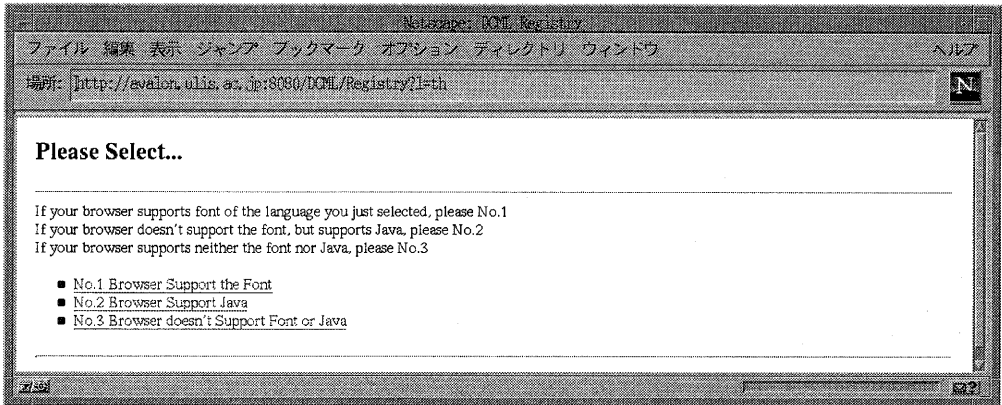 Netscape: DCML Registry
ファイル 編集 表示 ジャンプ ブックマーク オプション ディレクトリ ウィンドウ ヘルプ
場所: http://avalon.ulis.ac.jp:8080/DCML/Registry?l=th
N
Please Select...
If your browser supports font of the language you just selected, please No.1
If your browser doesn't support the font, but supports Java, please No.2
If your browser supports neither the font nor Java, please No.3
No.1 Browser Support the Font
No.2 Browser Support Java
No.3 Browser doesn't Support Font or Java